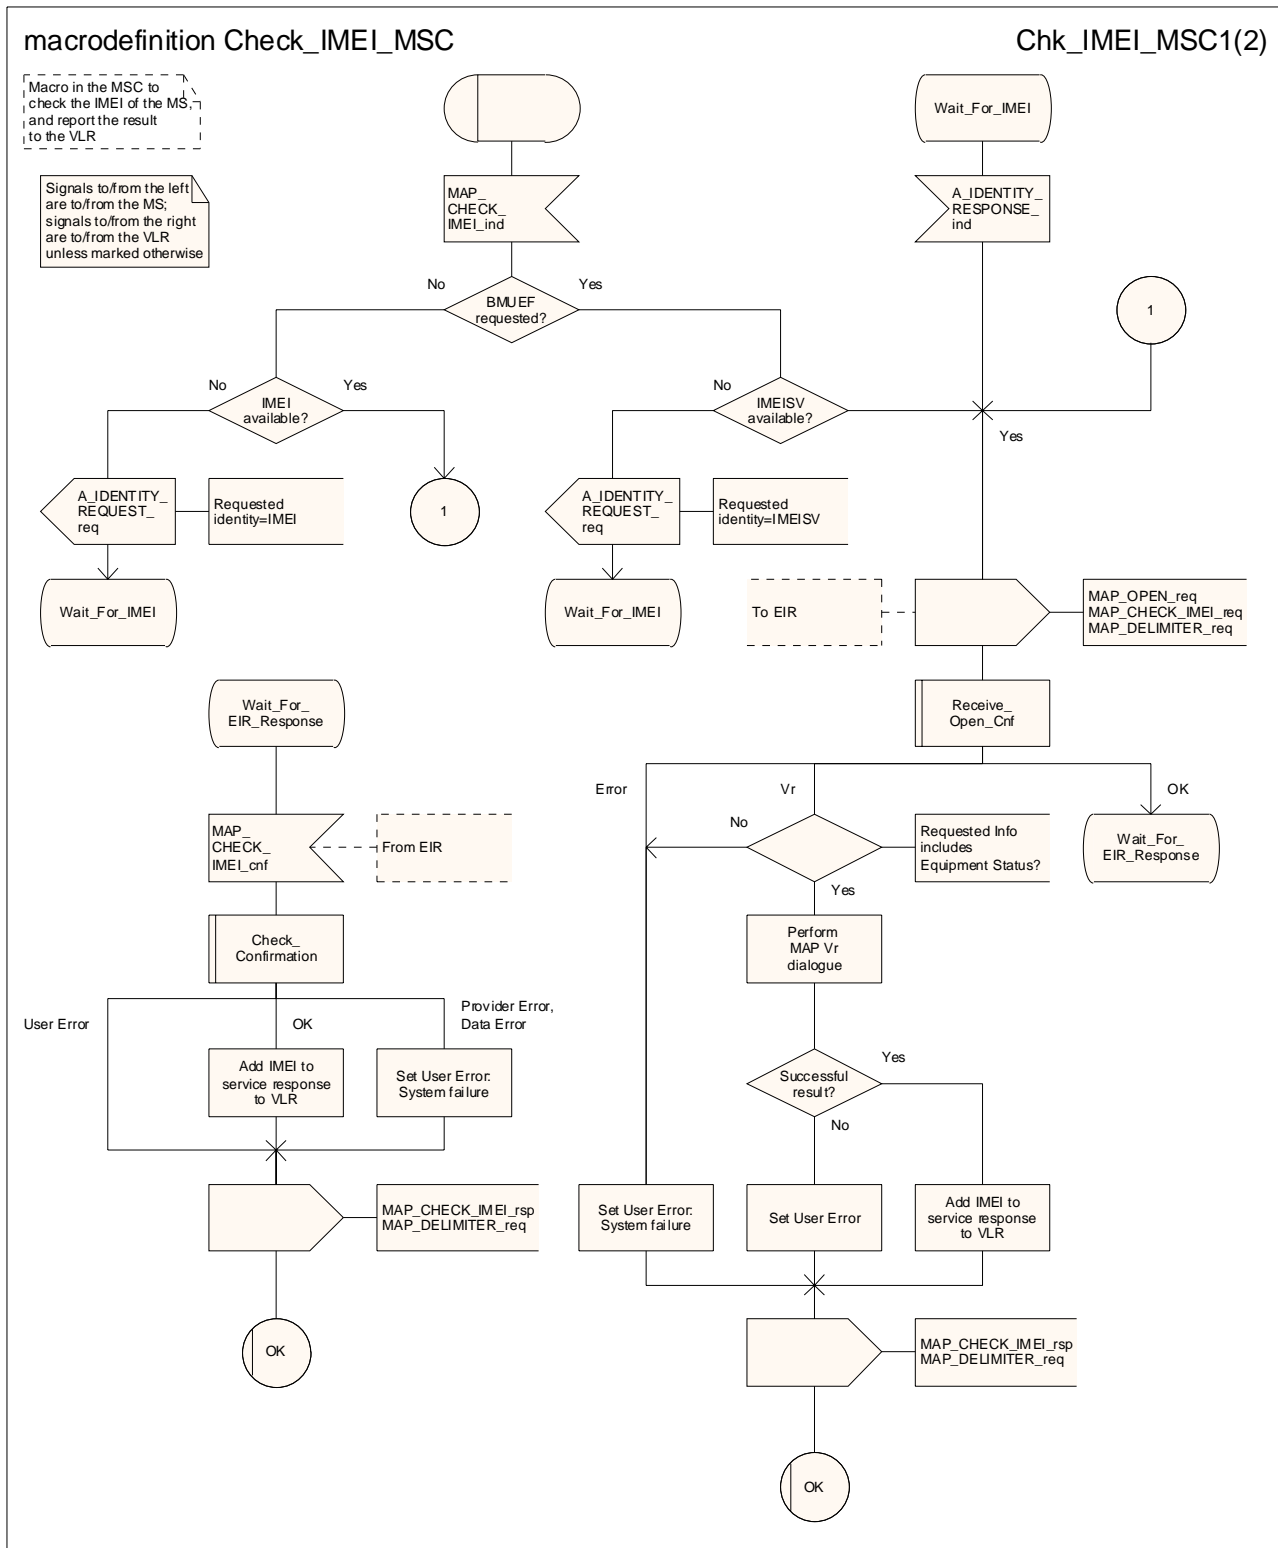 macrodefinition Check_IMEI_MSC
Chk_IMEI_MSC1(2)
Macro in the MSC to
check the IMEI of the MS,
and report the result
to the VLR
Signals to/from the left
are to/from the MS;
signals to/from the right
are to/from the VLR
unless marked otherwise
MAP_
CHECK_
IMEI_ind
Wait_For_IMEI
A_IDENTITY_
RESPONSE_
ind
No
BMUEF
requested?
Yes
1
No
IMEI
available?
Yes
No
IMEISV
available?
Yes
A_IDENTITY_
REQUEST_
req
Requested
identity=IMEI
1
A_IDENTITY_
REQUEST_
req
Requested
identity=IMEISV
Wait_For_IMEI
Wait_For_IMEI
To EIR
MAP_OPEN_req
MAP_CHECK_IMEI_req
MAP_DELIMITER_req
Wait_For_
EIR_Response
Receive_
Open_Cnf
Error
Vr
OK
MAP_
CHECK_
IMEI_cnf
From EIR
No
Requested Info
includes
Equipment Status?
Wait_For_
EIR_Response
Yes
Check_
Confirmation
Perform
MAP Vr
dialogue
User Error
OK
Provider Error,
Data Error
Add IMEI to
service response
to VLR
Set User Error:
System failure
Successful
result?
Yes
No
MAP_CHECK_IMEI_rsp
MAP_DELIMITER_req
Set User Error:
System failure
Set User Error
Add IMEI to
service response
to VLR
OK
MAP_CHECK_IMEI_rsp
MAP_DELIMITER_req
OK